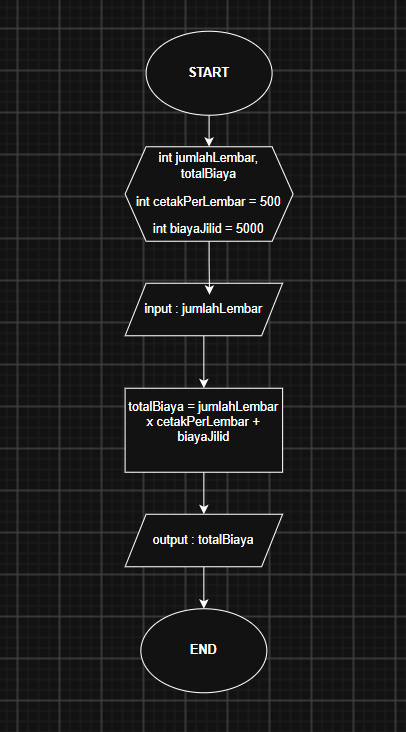 START
int jumlahLembar,
totalBiaya
int cetakPerLembar = 500
int biayaJilid = 5000
input : jumlahLembar
totalBiaya = jumlahLembar
x cetakPerLembar +
biayaJilid
output : totalBiaya
END